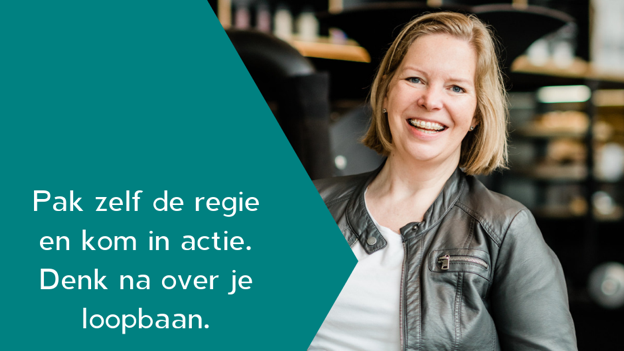 Pak zelf de regie
en kom in actie.
Denk na over je
loopbaan.